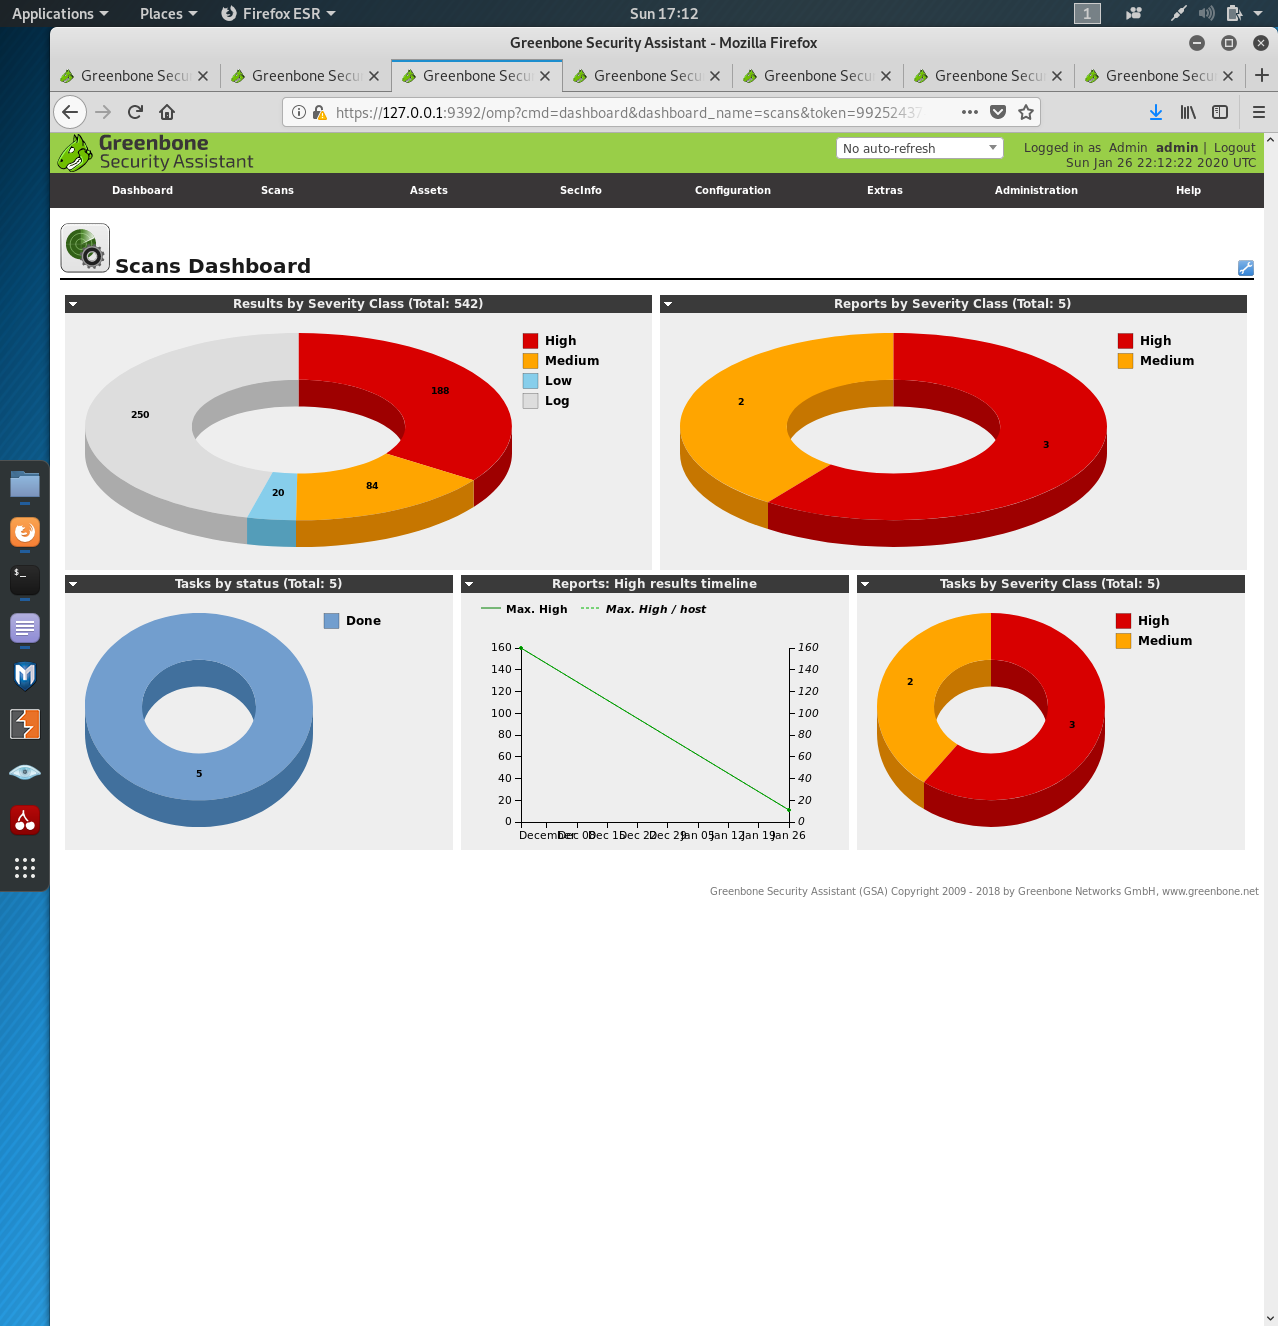 Applications Places Firefox ESR Sun 17:12 1
Greenbone Security Assistant - Mozilla Firefox
Greenbone Secu Greenbone Secu Greenbone Secu Greenbone Secu Greenbone Secu Greenbone Secu Greenbone Secu
https://127.0.0.1:9392/omp?cmd=dashboard&dashboard_name=scans&token=99252437
Greenbone
Security Assistant
No auto-refresh
Logged in as Admin admin | Logout
Sun Jan 26 22:12:22 2020 UTC
Dashboard Scans Assets SecInfo Configuration Extras Administration Help
Scans Dashboard
Results by Severity Class (Total: 542)
High
Medium
Low
Log
188
250
84
20
Reports by Severity Class (Total: 5)
High
Medium
2
3
Tasks by status (Total: 5)
Done
5
Reports: High results timeline
Max. High Max. High / host
160 160
140 140
120 120
100 100
80 80
60 60
40 40
20 20
0 0
December Dec 08 Dec 15 Dec 22 Dec 29 Jan 05 Jan 12 Jan 19 Jan 26
Tasks by Severity Class (Total: 5)
High
Medium
2
3
$_
Greenbone Security Assistant (GSA) Copyright 2009 - 2018 by Greenbone Networks GmbH, www.greenbone.net